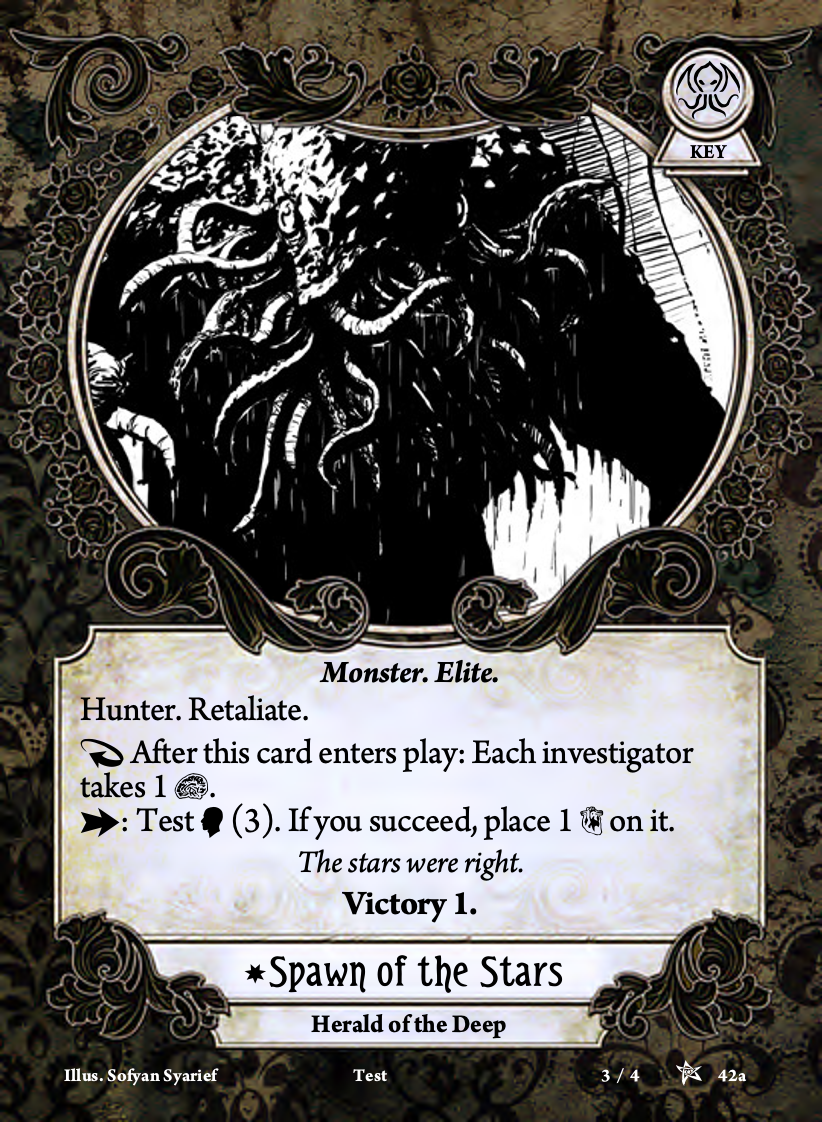 KEY
Monster. Elite.
Hunter. Retaliate.
After this card enters play: Each investigator
takes 1 .
: Test (3). If you succeed, place 1 on it.
The stars were right.
Victory 1.
Spawn of the Stars
Herald of the Deep
Illus. Sofyan Syarief Test 3 / 4 42a